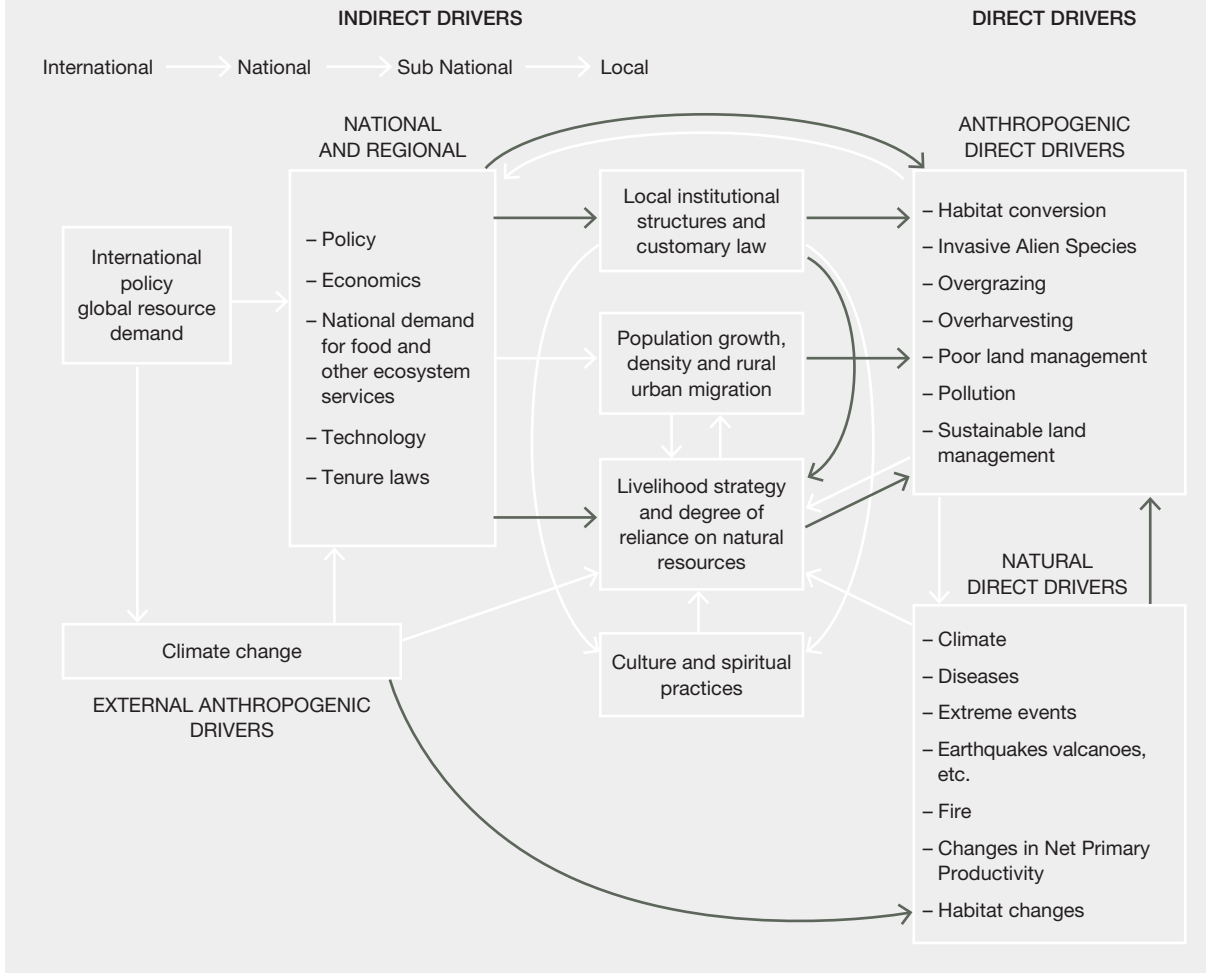 INDIRECT DRIVERS
DIRECT DRIVERS
International
National
Sub National
Local
NATIONAL
AND REGIONAL
– Policy
– Economics
– National demand
for food and
other ecosystem
services
– Technology
– Tenure laws
International
policy
global resource
demand
Climate change
EXTERNAL ANTHROPOGENIC
DRIVERS
Local institutional
structures and
customary law
Population growth,
density and rural
urban migration
Livelihood strategy
and degree of
reliance on natural
resources
Culture and spiritual
practices
ANTHROPOGENIC
DIRECT DRIVERS
– Habitat conversion
– Invasive Alien Species
– Overgrazing
– Overharvesting
– Poor land management
– Pollution
– Sustainable land
management
NATURAL
DIRECT DRIVERS
– Climate
– Diseases
– Extreme events
– Earthquakes valcanoes,
etc.
– Fire
– Changes in Net Primary
Productivity
– Habitat changes